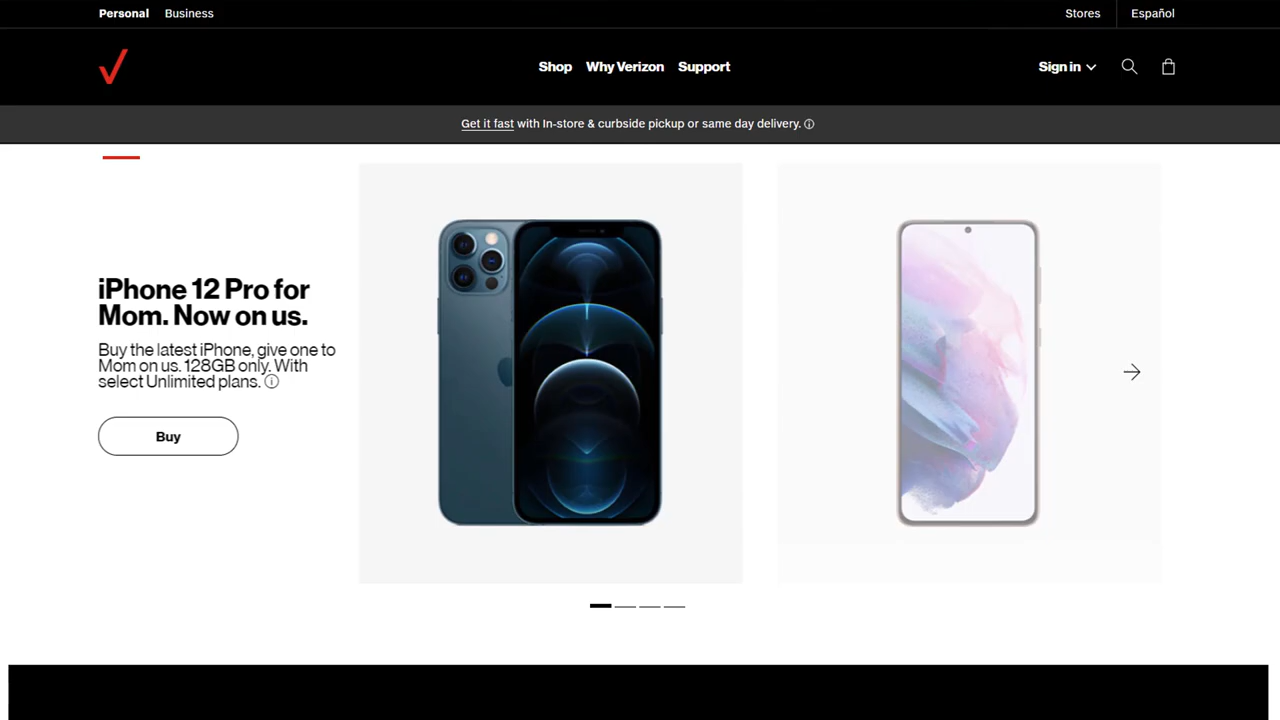 Personal Business Stores Español
Shop Why Verizon Support Sign in
Get it fast with In-store & curbside pickup or same day delivery.
iPhone 12 Pro for
Mom. Now on us.
Buy the latest iPhone, give one to
Mom on us. 128GB only. With
select Unlimited plans.
Buy